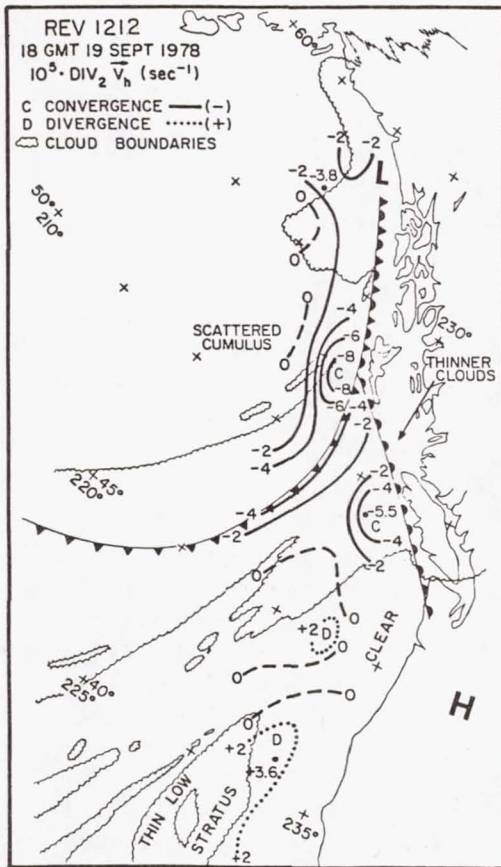 REV 1212
18 GMT 19 SEPT 1978
10⁵· DIV₂ V⃗ₕ (sec⁻¹)
C CONVERGENCE —(-)
D DIVERGENCE ······(+)
CLOUD BOUNDARIES
60°
-2
-2
L
-2
-3.8
0
50°
210°
0
0
-4
SCATTERED
CUMULUS
-6
-8
230°
0
C
THINNER
CLOUDS
-8
-6
-4
-2
-2
-4
-2
45°
220°
-4
-4
-5.5
-2
C
-4
0
0
-2
+2
D
0
CLEAR
0
40°
225°
0
0
H
+2
D
+3.6
THIN LOW
STRATUS
235°
+2